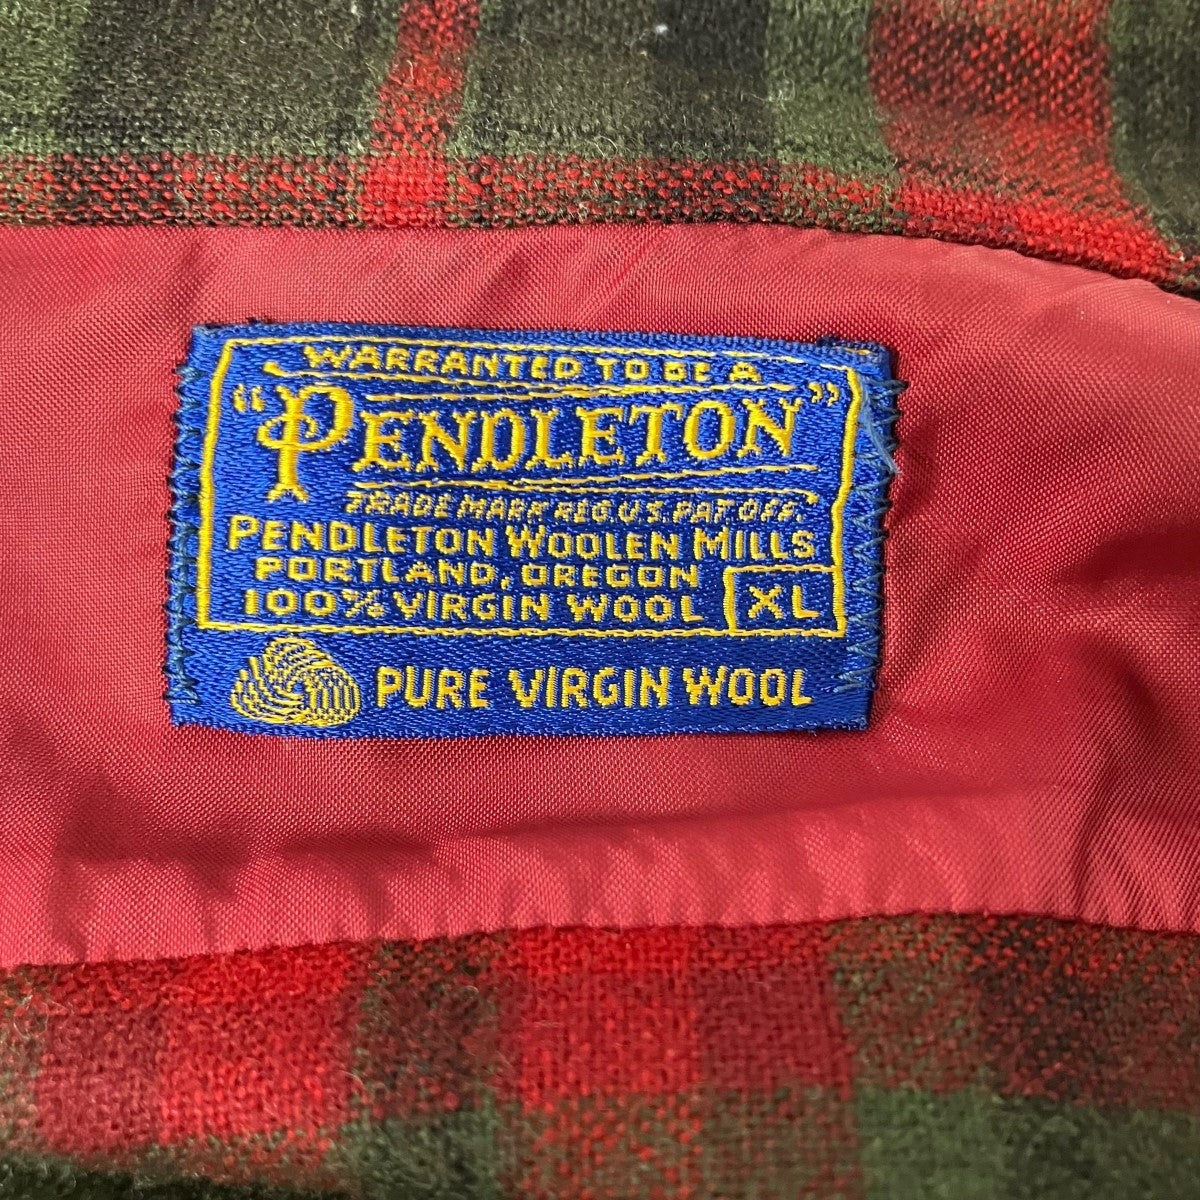 WARRANTED TO BE A
"PENDLETON"
TRADE MARK REG. U.S. PAT. OFF.
PENDLETON WOOLEN MILLS
PORTLAND, OREGON
100% VIRGIN WOOL XL
PURE VIRGIN WOOL